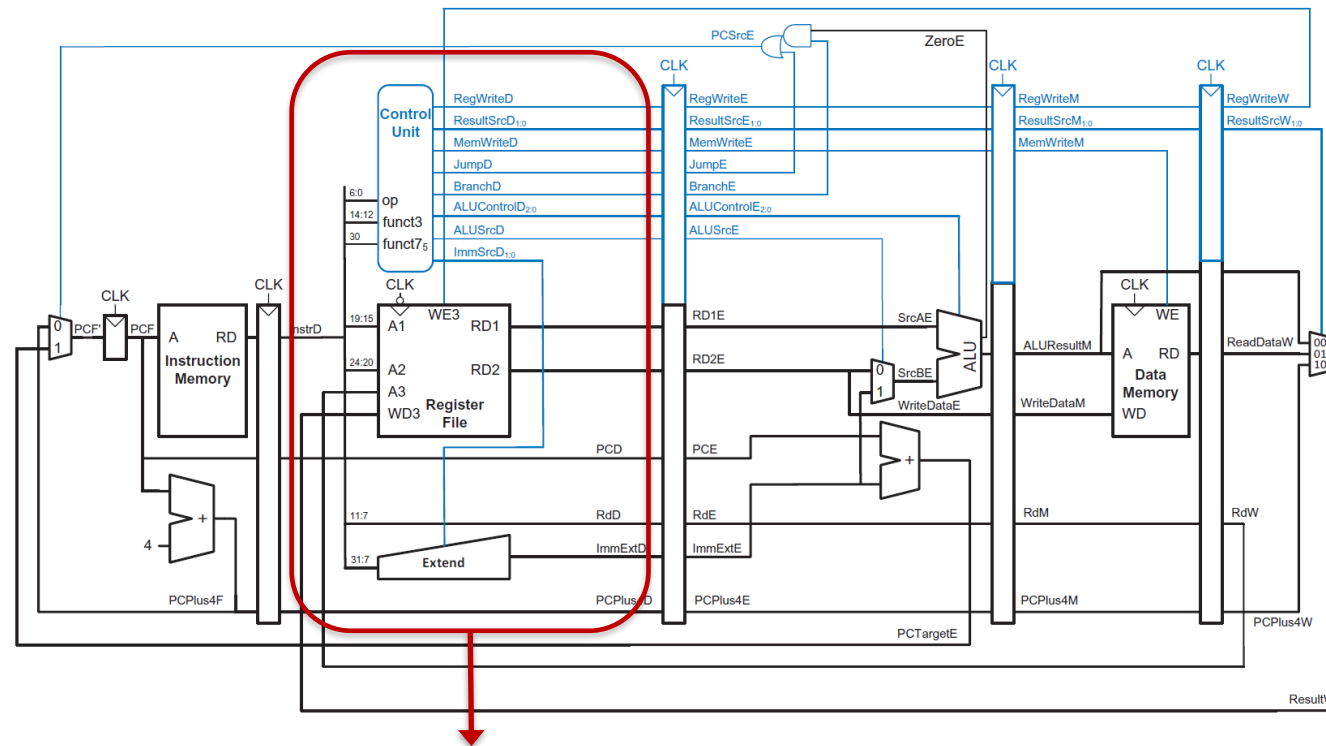 PCSrcE
ZeroE
CLK
CLK
CLK
RegWriteD
RegWriteE
RegWriteM
RegWriteW
Control
Unit
ResultSrcD1:0
ResultSrcE1:0
ResultSrcM1:0
ResultSrcW1:0
MemWriteD
MemWriteE
MemWriteM
JumpD
JumpE
BranchD
BranchE
6:0
op
ALUControlD2:0
ALUControlE2:0
14:12
funct3
ALUSrcD
ALUSrcE
30
funct75
ImmSrcD1:0
CLK
CLK
CLK
CLK
0
1
PCF'
PCF
A
RD
Instruction
Memory
nstrD
19:15
A1
WE3
RD1
RD1E
SrcAE
24:20
A2
RD2
RD2E
0
1
SrcBE
ALU
ALUResultM
A
RD
WE
ReadDataW
00
01
10
A3
WD3
Register
File
WriteDataE
WriteDataM
Data
Memory
WD
PCD
PCE
+
+
4
11:7
RdD
RdE
RdM
RdW
31:7
Extend
ImmExtD
ImmExtE
PCPlus4F
PCPlus D
PCPlus4E
PCPlus4M
PCPlus4W
PCTargetE
Result